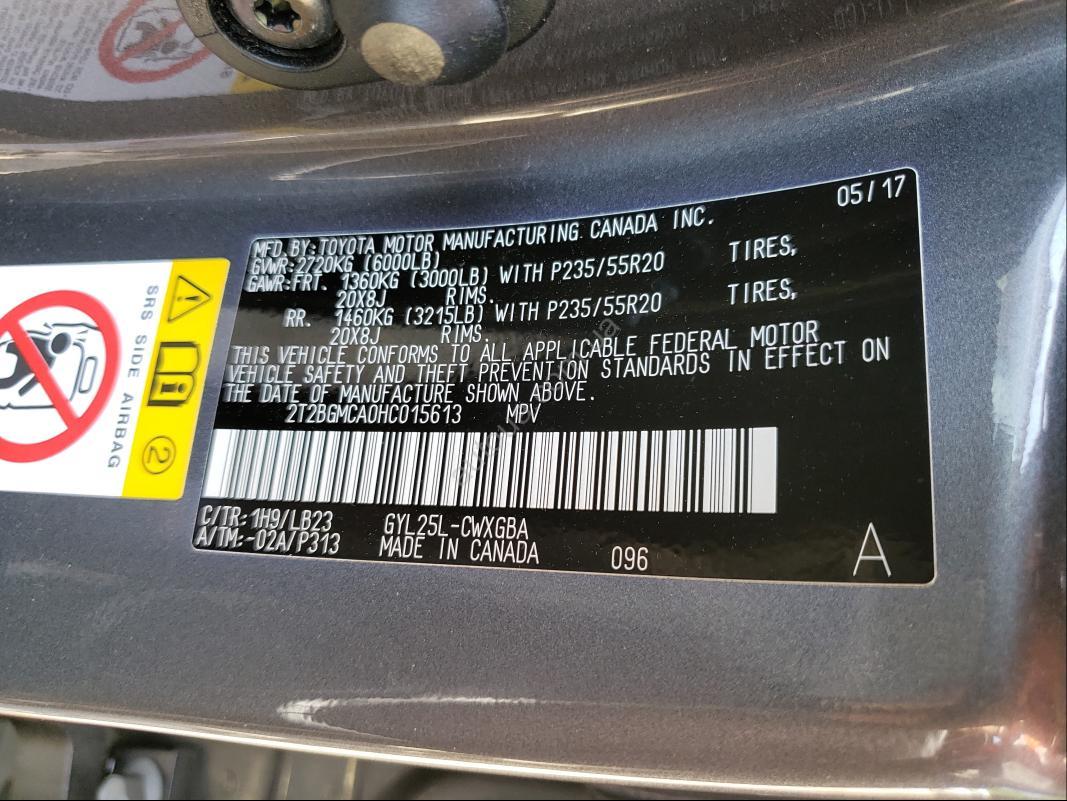 05/17
MFD. BY: TOYOTA MOTOR MANUFACTURING CANADA INC.
GVWR: 2720KG (6000LB)
GAWR: FRT. 1360KG (3000LB) WITH P235/55R20 TIRES,
20X8J RIMS.
RR. 1460KG (3215LB) WITH P235/55R20 TIRES,
20X8J RIMS.
THIS VEHICLE CONFORMS TO ALL APPLICABLE FEDERAL MOTOR
VEHICLE SAFETY AND THEFT PREVENTION STANDARDS IN EFFECT ON
THE DATE OF MANUFACTURE SHOWN ABOVE.
2T2BGMCA0HC015613 MPV
C/TR: 1H9/LB23 GYL25L-CWXGBA
A/TM: -02A/P313 MADE IN CANADA 096 A
SRS SIDE AIRBAG
2